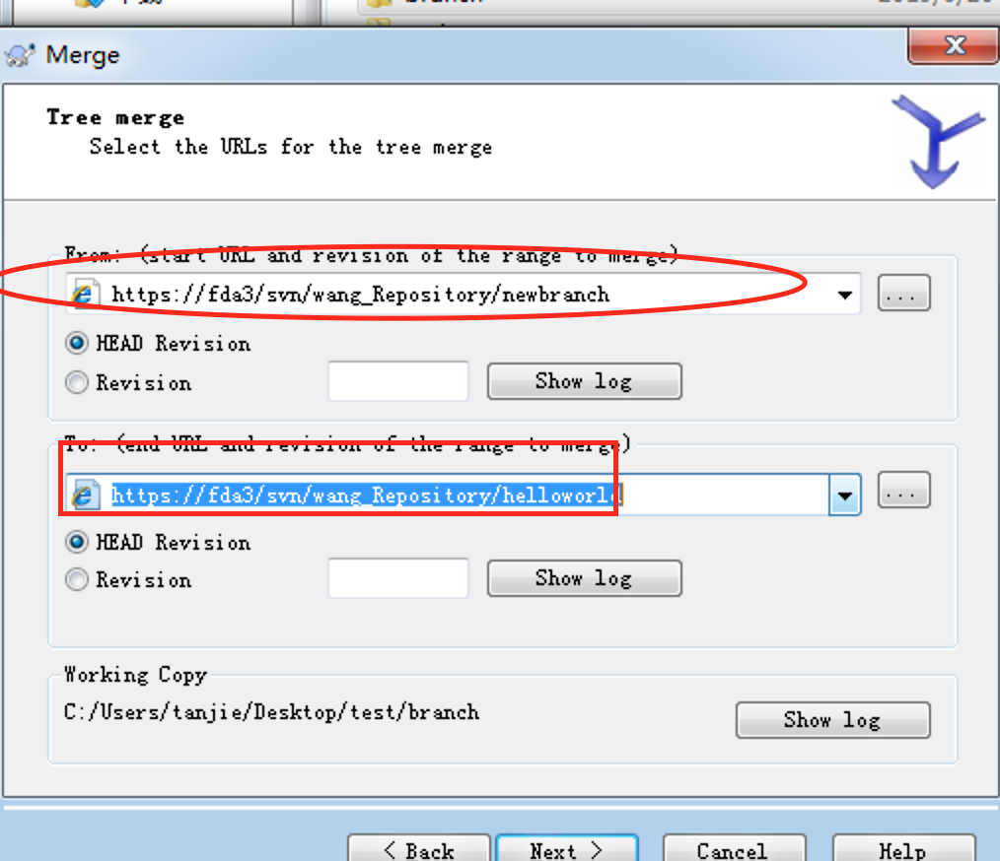 Merge
Tree merge
Select the URLs for the tree merge
From: (start URL and revision of the range to merge)
https://fda3/svn/wang_Repository/newbranch
...
HEAD Revision
Revision
Show log
To: (end URL and revision of the range to merge)
https://fda3/svn/wang_Repository/helloworld
...
HEAD Revision
Revision
Show log
Working Copy
C:/Users/tanjie/Desktop/test/branch
Show log
< Back
Next >
Cancel
Help